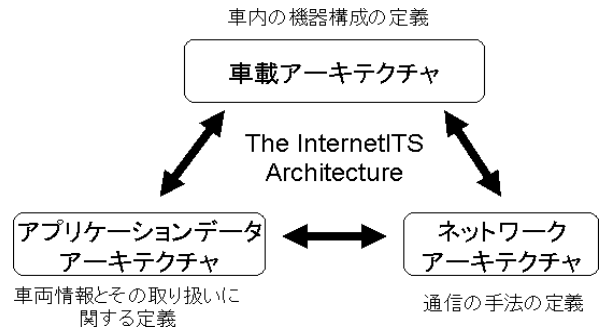 車内の機器構成の定義
車載アーキテクチャ
The InternetITS
Architecture
アプリケーションデータ
アーキテクチャ
ネットワーク
アーキテクチャ
車両情報とその取り扱いに
関する定義
通信の手法の定義